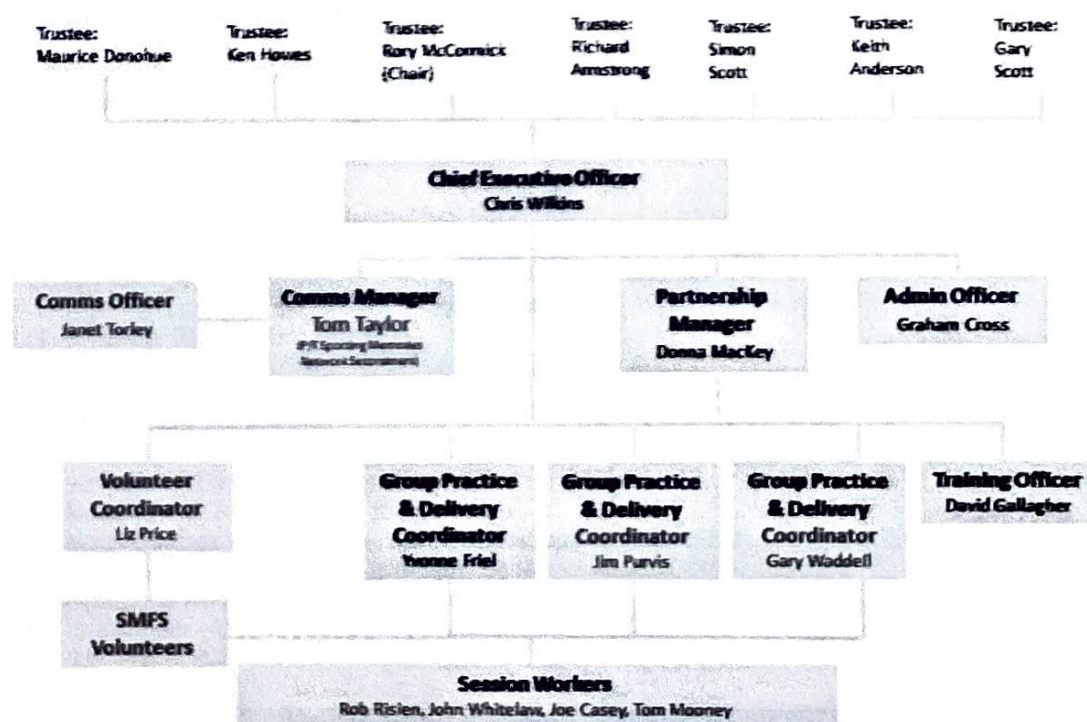 Trustee:
Maurice Donohue
Trustee:
Ken Howes
Trustee:
Rory McCormick
(Chair)
Trustee:
Richard
Armstrong
Trustee:
Simon
Scott
Trustee:
Keith
Anderson
Trustee:
Gary
Scott
Chief Executive Officer
Chris Wilkins
Comms Officer
Janet Torley
Comms Manager
Tom Taylor
(P/R Sporting Memories
Network Secondment)
Partnership
Manager
Donna MacKey
Admin Officer
Graham Cross
Volunteer
Coordinator
Liz Price
Group Practice
& Delivery
Coordinator
Yvonne Friel
Group Practice
& Delivery
Coordinator
Jim Purvis
Group Practice
& Delivery
Coordinator
Gary Waddell
Training Officer
David Gallagher
SMFS
Volunteers
Session Workers
Rob Risien, John Whitelaw, Joe Casey, Tom Mooney